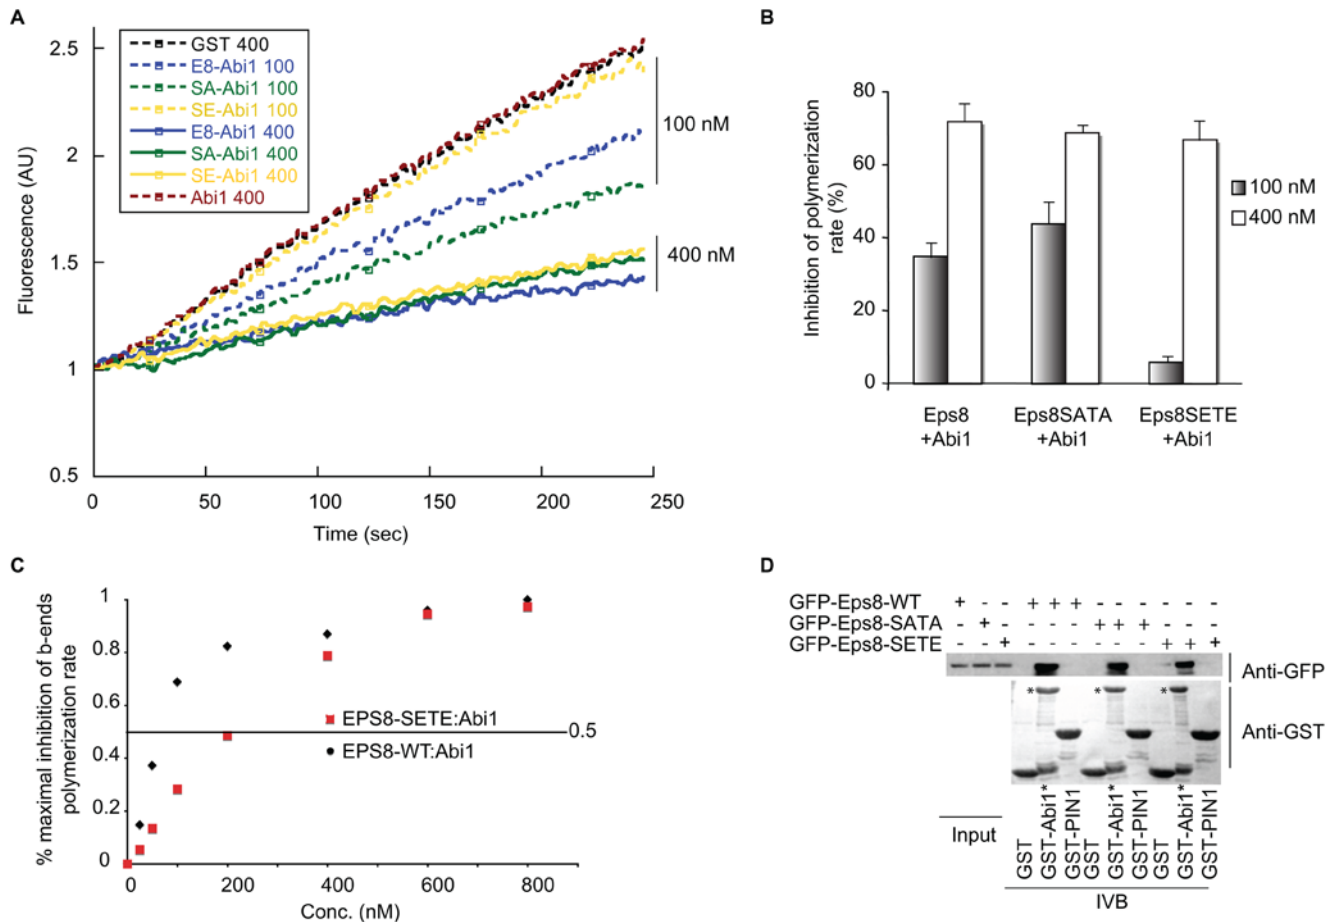 A
GST 400
E8-Abi1 100
SA-Abi1 100
SE-Abi1 100
E8-Abi1 400
SA-Abi1 400
SE-Abi1 400
Abi1 400
2.5
2
1.5
1
0.5
Fluorescence (AU)
0 50 100 150 200 250
Time (sec)
100 nM
400 nM
B
80
60
40
20
0
Inhibition of polymerization
rate (%)
Eps8
+Abi1
Eps8SATA
+Abi1
Eps8SETE
+Abi1
100 nM
400 nM
C
1
0.8
0.6
0.4
0.2
0
% maximal inhibition of b-ends
polymerization rate
EPS8-SETE:Abi1
0.5
EPS8-WT:Abi1
0 200 400 600 800
Conc. (nM)
D
GFP-Eps8-WT + - - + + + - - - - - -
GFP-Eps8-SATA - + - - - - + + + - - -
GFP-Eps8-SETE - - + - - - - - - + + +
Anti-GFP
* * *
Anti-GST
Input
GST
GST-Abi1*
GST-PIN1
GST
GST-Abi1*
GST-PIN1
GST
GST-Abi1*
GST-PIN1
IVB